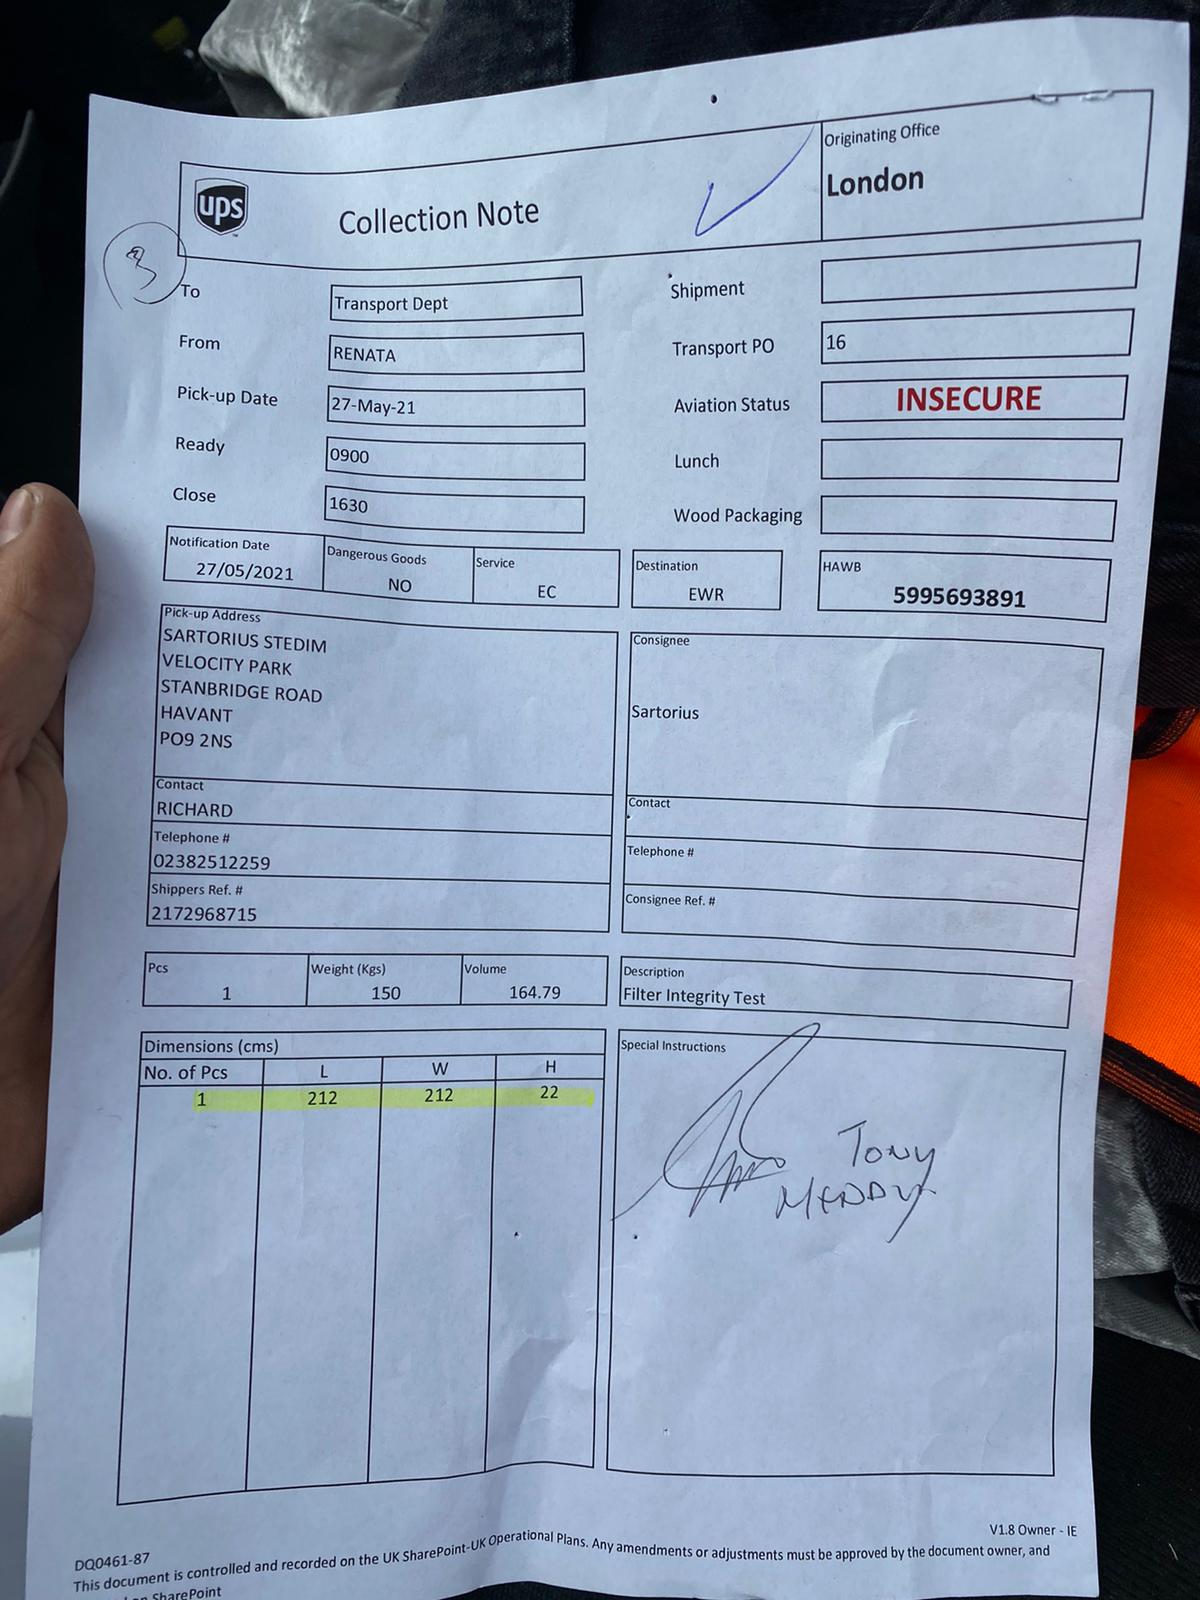 ups
Collection Note
Originating Office
London
3
To
Transport Dept
From
RENATA
Pick-up Date
27-May-21
Ready
0900
Close
1630
Shipment
Transport PO
16
Aviation Status
INSECURE
Lunch
Wood Packaging
Notification Date
27/05/2021
Dangerous Goods
NO
Service
EC
Destination
EWR
HAWB
5995693891
Pick-up Address
SARTORIUS STEDIM
VELOCITY PARK
STANBRIDGE ROAD
HAVANT
PO9 2NS
Contact
RICHARD
Telephone #
02382512259
Shippers Ref. #
2172968715
Consignee
Sartorius
Contact
Telephone #
Consignee Ref. #
Pcs
1
Weight (Kgs)
150
Volume
164.79
Description
Filter Integrity Test
Dimensions (cms)
No. of Pcs L W H
1 212 212 22
Special Instructions
TONY
V1.8 Owner - IE
DQ0461-87
This document is controlled and recorded on the UK SharePoint-UK Operational Plans. Any amendments or adjustments must be approved by the document owner, and
on SharePoint